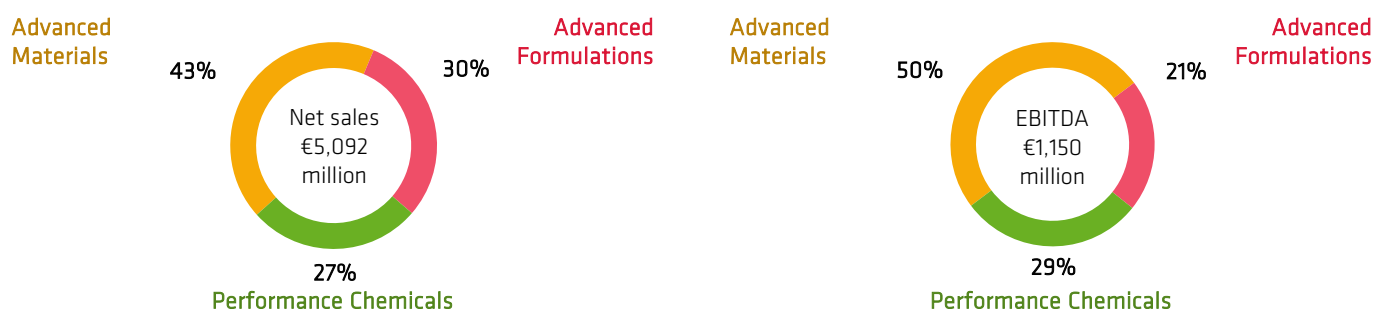 Advanced
Materials
43%
Advanced
Formulations
30%
Net sales
€5,092
million
27%
Performance Chemicals
Advanced
Materials
50%
Advanced
Formulations
21%
EBITDA
€1,150
million
29%
Performance Chemicals